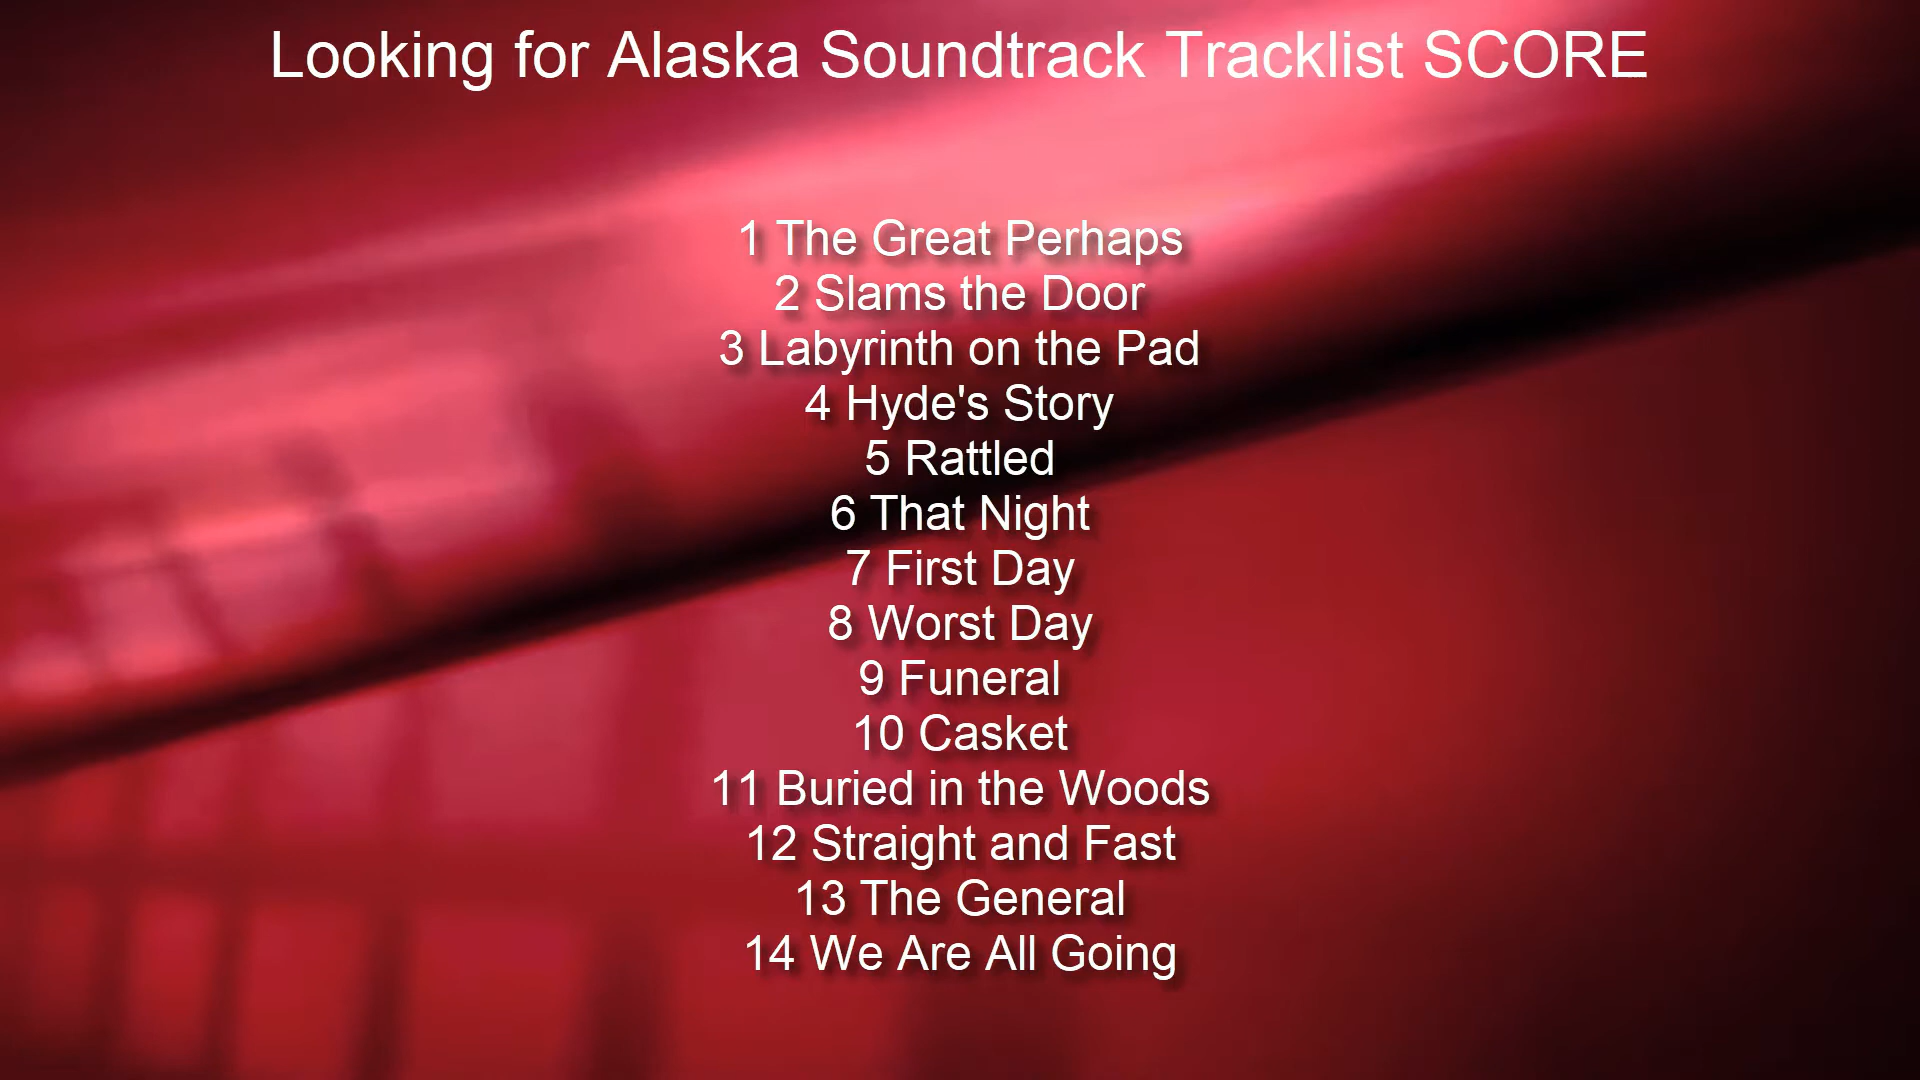 Looking for Alaska Soundtrack Tracklist SCORE
1 The Great Perhaps
2 Slams the Door
3 Labyrinth on the Pad
4 Hyde's Story
5 Rattled
6 That Night
7 First Day
8 Worst Day
9 Funeral
10 Casket
11 Buried in the Woods
12 Straight and Fast
13 The General
14 We Are All Going